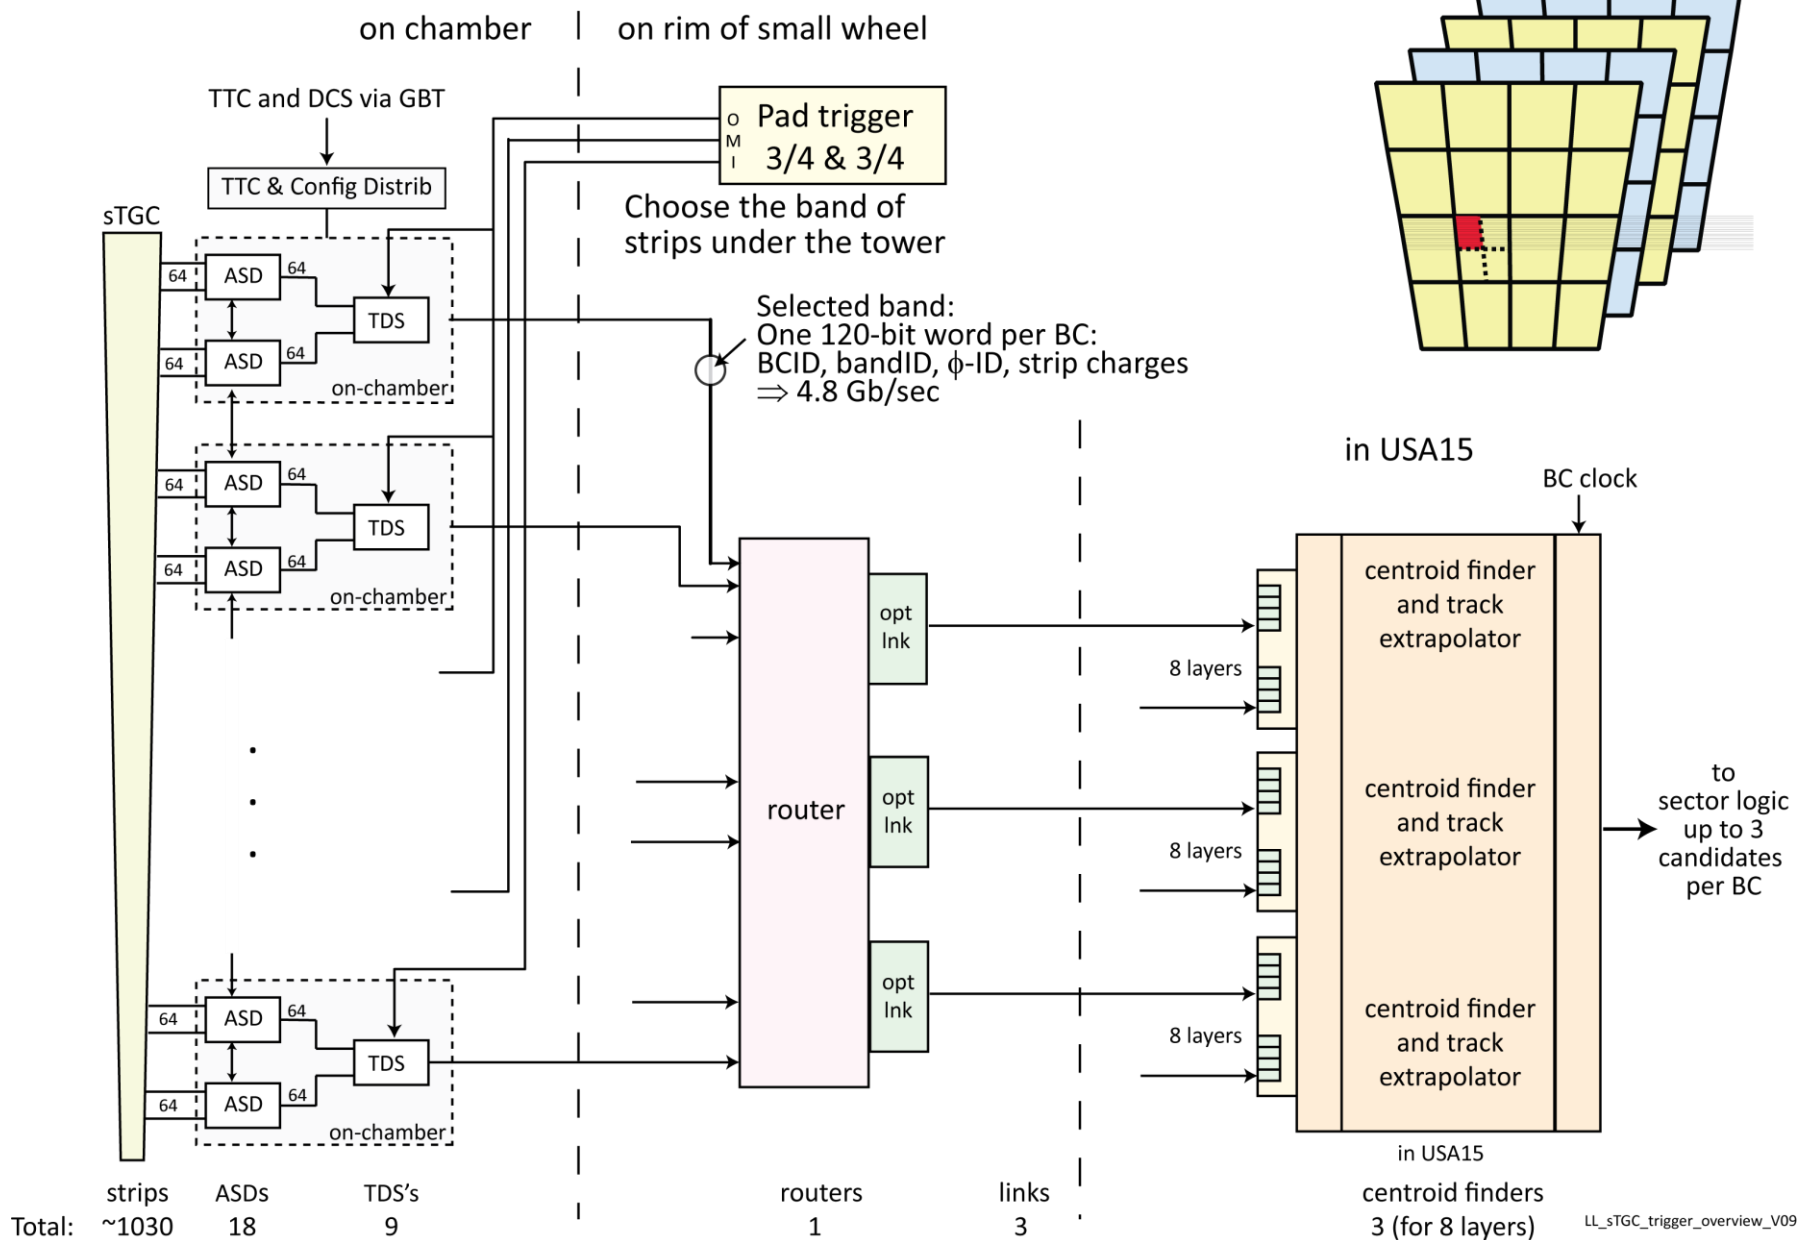 on chamber
on rim of small wheel
TTC and DCS via GBT
TTC & Config Distrib
O
M
I
Pad trigger
3/4 & 3/4
Choose the band of
strips under the tower
sTGC
64
ASD
64
TDS
64
ASD
64
on-chamber
Selected band:
One 120-bit word per BC:
BCID, bandID, ϕ-ID, strip charges
⇒ 4.8 Gb/sec
64
ASD
64
TDS
64
ASD
64
on-chamber
in USA15
BC clock
opt
lnk
router
opt
lnk
opt
lnk
8 layers
8 layers
8 layers
centroid finder
and track
extrapolator
centroid finder
and track
extrapolator
centroid finder
and track
extrapolator
to
sector logic
up to 3
candidates
per BC
64
ASD
64
TDS
64
ASD
64
on-chamber
in USA15
strips ASDs TDS's routers links centroid finders
Total: ~1030 18 9 1 3 3 (for 8 layers)
LL_sTGC_trigger_overview_V09